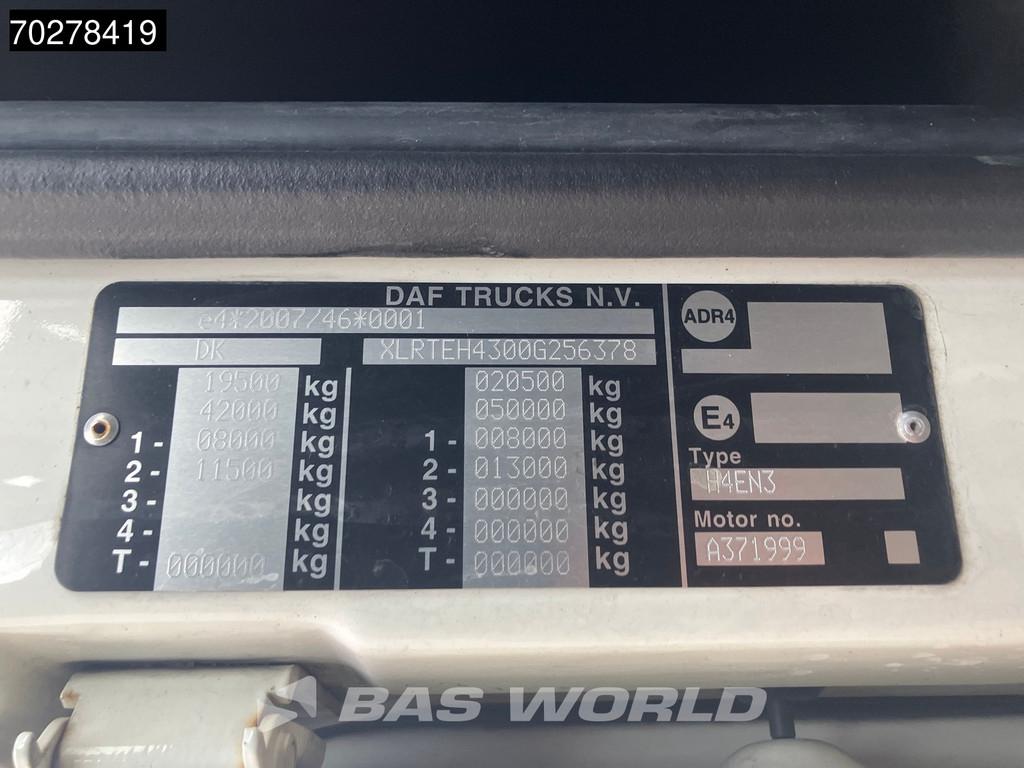 70278419
DAF TRUCKS N.V.
e4*2007/46*0001
DK XLRTEH4300G256378
19500 kg 020500 kg
42000 kg 050000 kg
1 - 08000 kg 1 - 008000 kg
2 - 11500 kg 2 - 013000 kg
3 - kg 3 - 000000 kg
4 - kg 4 - 000000 kg
T - 000000 kg T - 000000 kg
ADR4
E4
Type
H4EN3
Motor no.
A371999
BAS WORLD